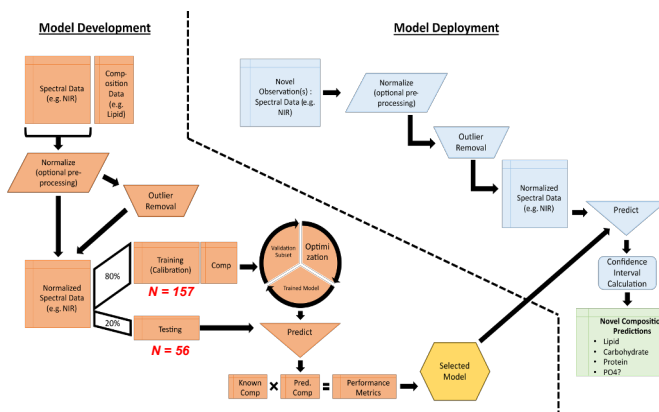 Model Development
Model Deployment
Spectral Data
(e.g. NIR)
Comp-
osition
Data
(e.g.
Lipid)
Normalize
(optional pre-
processing)
Outlier
Removal
Normalized
Spectral Data
(e.g. NIR)
80%
Training
(Calibration)
Comp
N = 157
20%
Testing
N = 56
Validation
Subset
Optimi
zation
Trained Model
Predict
Known
Comp
×
Pred.
Comp
=
Performance
Metrics
Selected
Model
Novel
Observation(s) :
Spectral Data (e.g.
NIR)
Normalize
(optional pre-
processing)
Outlier
Removal
Normalized
Spectral Data
(e.g. NIR)
Predict
Confidence
Interval
Calculation
Novel Composition
Predictions
• Lipid
• Carbohydrate
• Protein
• PO4?